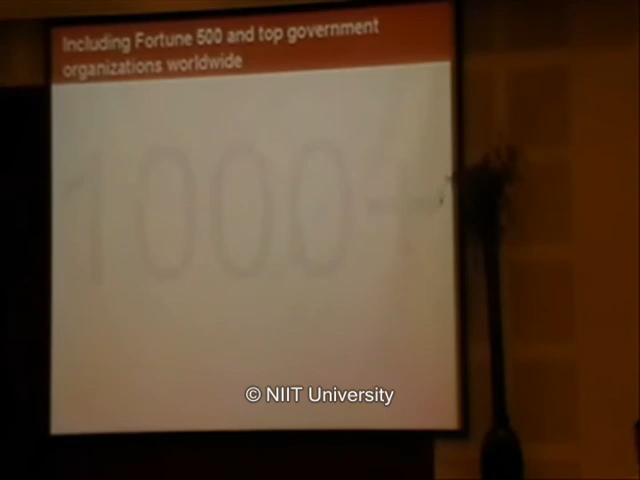 Including Fortune 500 and top government
organizations worldwide
1000+
© NIIT University